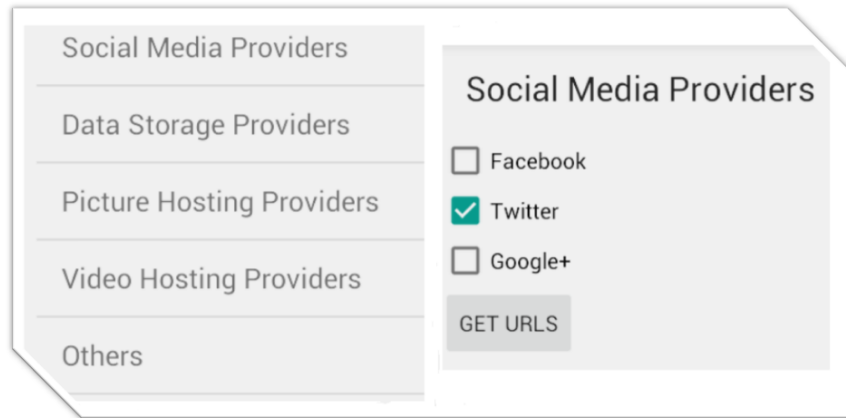 Social Media Providers
Data Storage Providers
Picture Hosting Providers
Video Hosting Providers
Others
Social Media Providers
Facebook
Twitter
Google+
GET URLS